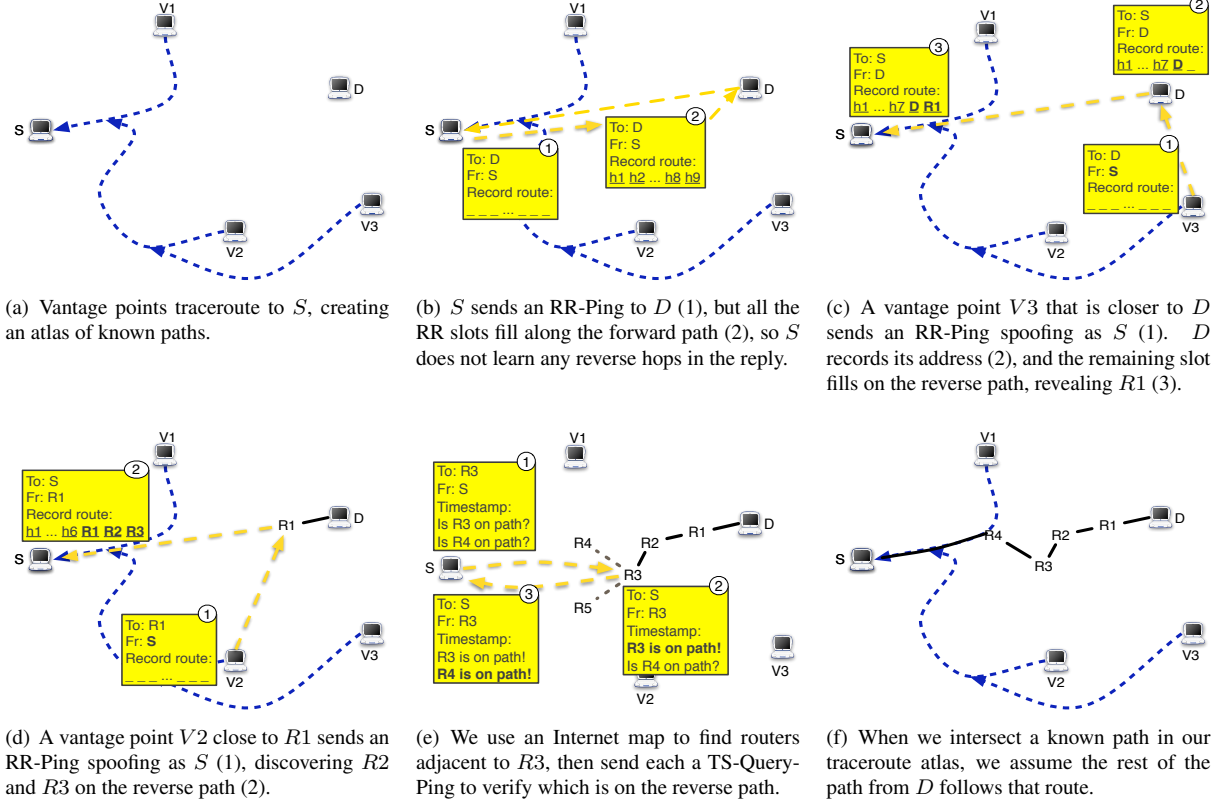 V1
D
S
V2
V3
(a) Vantage points traceroute to S, creating
an atlas of known paths.
V1
D
S
2
To: D
Fr: S
Record route:
h1 h2 ... h8 h9
1
To: D
Fr: S
Record route:
_ _ _ ... _ _ _
V2
V3
(b) S sends an RR-Ping to D (1), but all the
RR slots fill along the forward path (2), so S
does not learn any reverse hops in the reply.
2
To: S
Fr: D
Record route:
h1 ... h7 D _
V1
3
To: S
Fr: D
Record route:
h1 ... h7 D R1
D
S
1
To: D
Fr: S
Record route:
_ _ _ ... _ _ _
V2
V3
(c) A vantage point V3 that is closer to D
sends an RR-Ping spoofing as S (1). D
records its address (2), and the remaining slot
fills on the reverse path, revealing R1 (3).
V1
2
To: S
Fr: R1
Record route:
h1 ... h6 R1 R2 R3
R1
D
S
1
To: R1
Fr: S
Record route:
_ _ _ ... _ _ _
V2
V3
(d) A vantage point V2 close to R1 sends an
RR-Ping spoofing as S (1), discovering R2
and R3 on the reverse path (2).
V1
1
To: R3
Fr: S
Timestamp:
Is R3 on path?
Is R4 on path?
D
R1
R2
R4
R3
S
R5
3
To: S
Fr: R3
Timestamp:
R3 is on path!
R4 is on path!
2
To: S
Fr: R3
Timestamp:
R3 is on path!
Is R4 on path?
V3
V2
(e) We use an Internet map to find routers
adjacent to R3, then send each a TS-Query-
Ping to verify which is on the reverse path.
V1
D
R1
R2
R4
R3
S
V2
V3
(f) When we intersect a known path in our
traceroute atlas, we assume the rest of the
path from D follows that route.